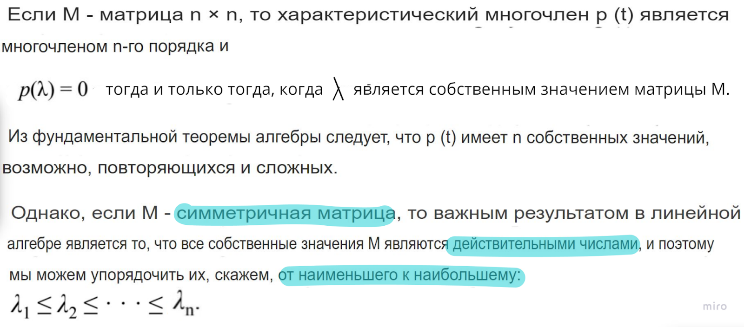 Если M - матрица n × n, то характеристический многочлен p (t) является
многочленом n-го порядка и
p(λ) = 0 тогда и только тогда, когда λ является собственным значением матрицы M.
Из фундаментальной теоремы алгебры следует, что p (t) имеет n собственных значений,
возможно, повторяющихся и сложных.
Однако, если M - симметричная матрица, то важным результатом в линейной
алгебре является то, что все собственные значения M являются действительными числами, и поэтому
мы можем упорядочить их, скажем, от наименьшего к наибольшему:
λ₁ ≤ λ₂ ≤ · · · ≤ λₙ.
miro